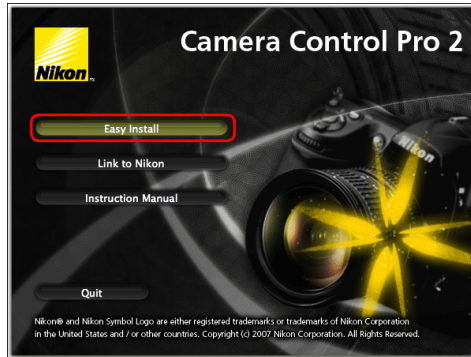 Nikon
Camera Control Pro 2
Easy Install
Link to Nikon
Instruction Manual
Nikon
Quit
Nikon® and Nikon Symbol Logo are either registered trademarks or trademarks of Nikon Corporation
in the United States and / or other countries. Copyright (c) 2007 Nikon Corporation. All Rights Reserved.